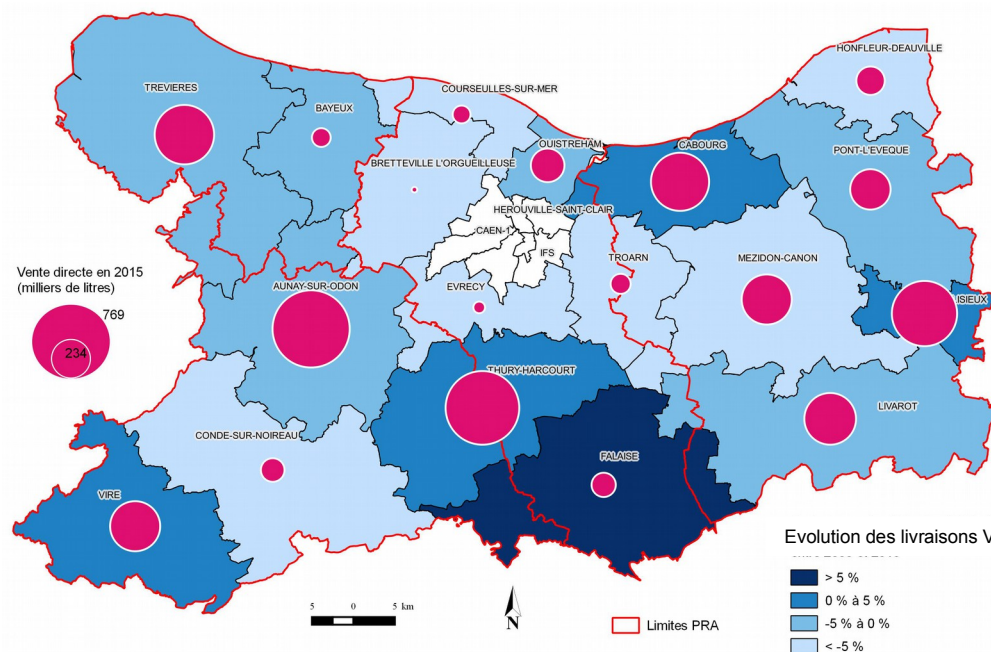 HONFLEUR-DEAUVILLE
TREVIERES
BAYEUX
COURSEULLES-SUR-MER
OUISTREHAM
CABOURG
PONT-L'EVEQUE
BRETTEVILLE L'ORGUEILLEUSE
HEROUVILLE-SAINT-CLAIR
CAEN-1
IFS
TROARN
MEZIDON-CANON
EVRECY
Vente directe en 2015
(milliers de litres)
769
234
AUNAY-SUR-ODON
LISIEUX
THURY-HARCOURT
LIVAROT
CONDE-SUR-NOIREAU
FALAISE
VIRE
Evolution des livraisons V
> 5 %
0 % à 5 %
-5 % à 0 %
< -5 %
5 0 5 km
N
Limites PRA